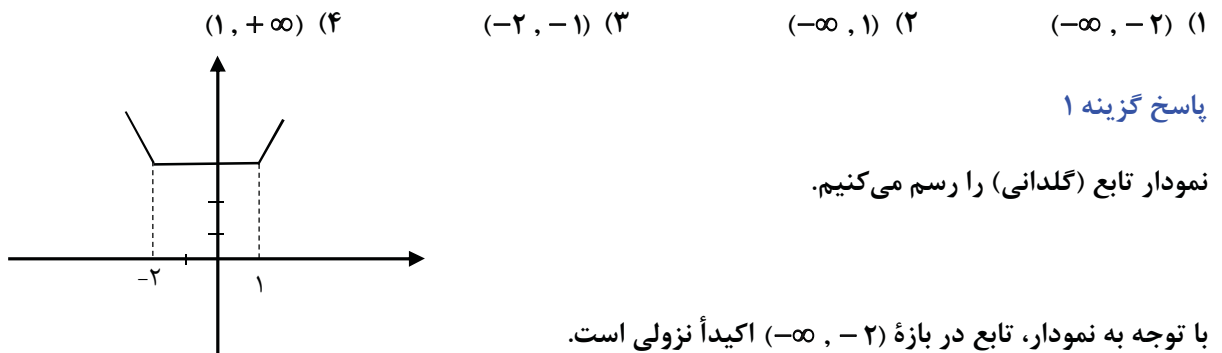 ۱) (−∞ , −۲) ۲) (−∞ , ۱) ۳) (−۲ , −۱) ۴) (۱ , +∞)
پاسخ گزینه ۱
نمودار تابع (گلدانی) را رسم می‌کنیم.
−۲ ۱
با توجه به نمودار، تابع در بازهٔ (−∞ , −۲) اکیدأ نزولی است.